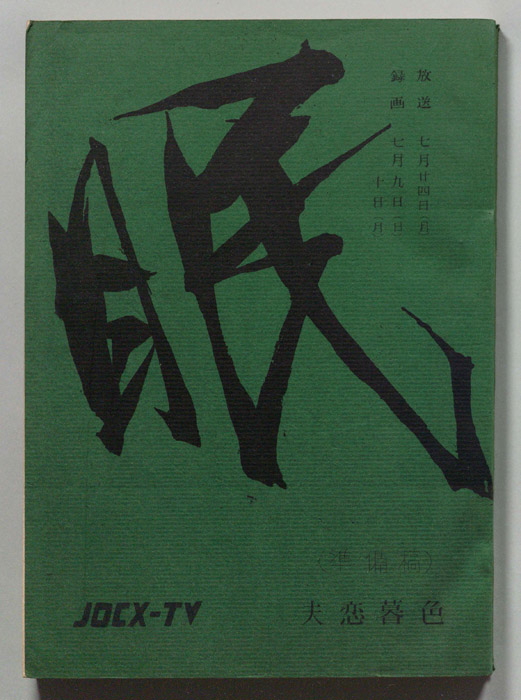 眠
放送 七月廿四日(月)
録画 七月九日(日)
十日(月)
(準備稿)
JOCX-TV
夫恋暮色